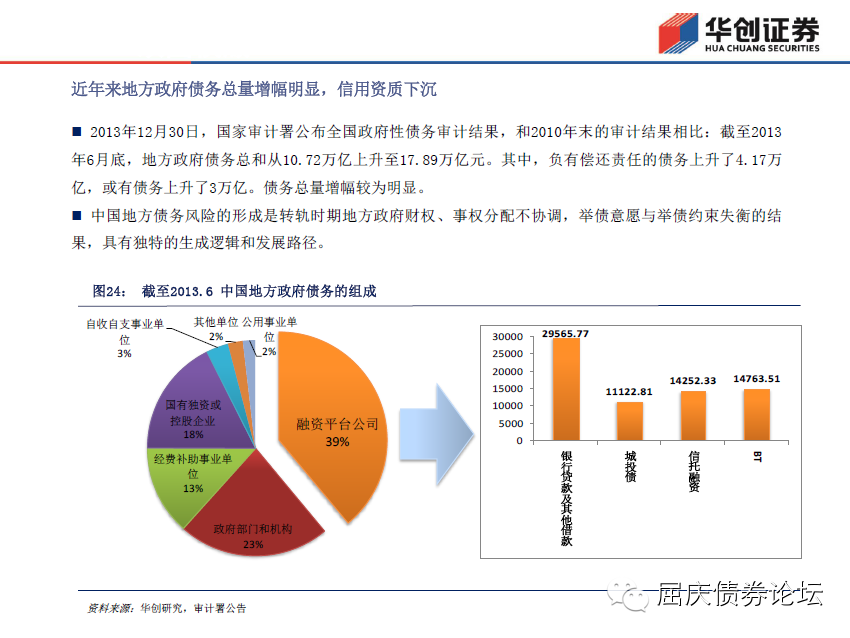 华创证券
HUA CHUANG SECURITIES
近年来地方政府债务总量增幅明显，信用资质下沉
■ 2013年12月30日，国家审计署公布全国政府性债务审计结果，和2010年末的审计结果相比：截至2013
年6月底，地方政府债务总和从10.72万亿上升至17.89万亿元。其中，负有偿还责任的债务上升了4.17万
亿，或有债务上升了3万亿。债务总量增幅较为明显。
■ 中国地方债务风险的形成是转轨时期地方政府财权、事权分配不协调，举债意愿与举债约束失衡的结
果，具有独特的生成逻辑和发展路径。
图24： 截至2013.6 中国地方政府债务的组成
自收自支事业单
位
3%
其他单位
2%
公用事业单
位
2%
国有独资或
控股企业
18%
融资平台公司
39%
经费补助事业单
位
13%
政府部门和机构
23%
30000
25000
20000
15000
10000
5000
0
29565.77
11122.81
14252.33
14763.51
银行贷款及其他借款
城投债
信托融资
BT
资料来源：华创研究，审计署公告
屈庆债券论坛